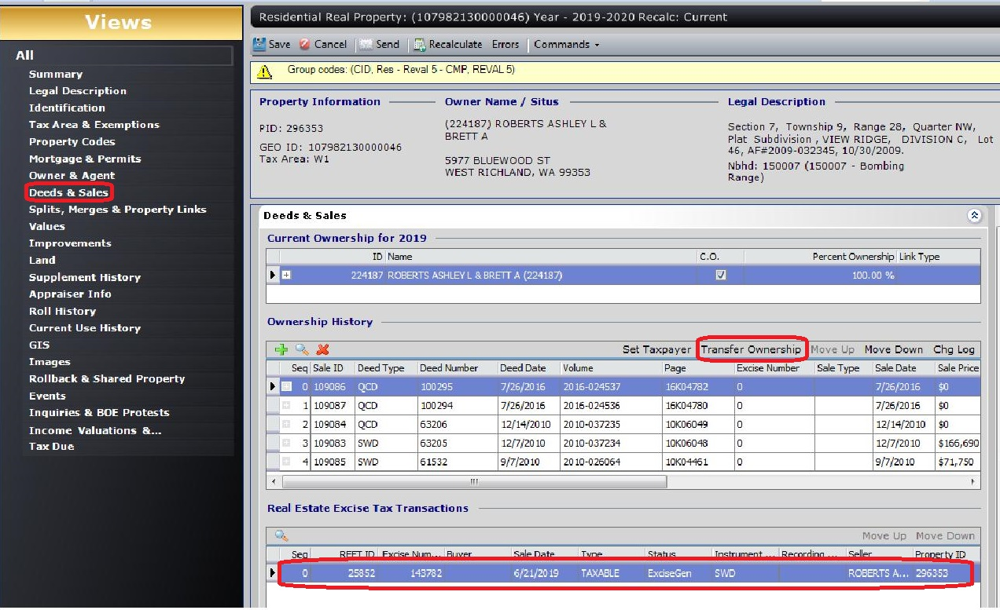 Views
All
Summary
Legal Description
Identification
Tax Area & Exemptions
Property Codes
Mortgage & Permits
Owner & Agent
Deeds & Sales
Splits, Merges & Property Links
Values
Improvements
Land
Supplement History
Appraiser Info
Roll History
Current Use History
GIS
Images
Rollback & Shared Property
Events
Inquiries & BOE Protests
Income Valuations &...
Tax Due
Residential Real Property: (107982130000046) Year - 2019-2020 Recalc: Current
Save Cancel Send Recalculate Errors Commands
Group codes: (CID, Res - Reval 5 - CMP, REVAL 5)
Property Information
PID: 296353
GEO ID: 107982130000046
Tax Area: W1
Owner Name / Situs
(224187) ROBERTS ASHLEY L &
BRETT A
5977 BLUEWOOD ST
WEST RICHLAND, WA 99353
Legal Description
Section 7, Township 9, Range 28, Quarter NW,
Plat Subdivision , VIEW RIDGE, DIVISION C, Lot
46, AF#2009-032345, 10/30/2009.
Nbhd: 150007 (150007 - Bombing
Range)
Deeds & Sales
Current Ownership for 2019
ID Name C.O. Percent Ownership Link Type
224187 ROBERTS ASHLEY L & BRETT A (224187) 100.00 %
Ownership History
Set Taxpayer Transfer Ownership Move Up Move Down Chg Log
Seq Sale ID Deed Type Deed Number Deed Date Volume Page Excise Number Sale Type Sale Date Sale Price
0 109086 QCD 100295 7/26/2016 2016-024537 16K04782 0 7/26/2016 $0
1 109087 QCD 100294 7/26/2016 2016-024536 16K04780 0 7/26/2016 $0
2 109084 QCD 63206 12/14/2010 2010-037235 10K06049 0 12/14/2010 $0
3 109083 SWD 63205 12/7/2010 2010-037234 10K06048 0 12/7/2010 $166,690
4 109085 SWD 61532 9/7/2010 2010-026064 10K04461 0 9/7/2010 $71,750
Real Estate Excise Tax Transactions
Move Up Move Down
Seq REET ID Excise Num... Buyer Sale Date Type Status Instrument ... Recording ... Seller Property ID
0 25852 143782 6/21/2019 TAXABLE ExciseGen SWD ROBERTS A... 296353